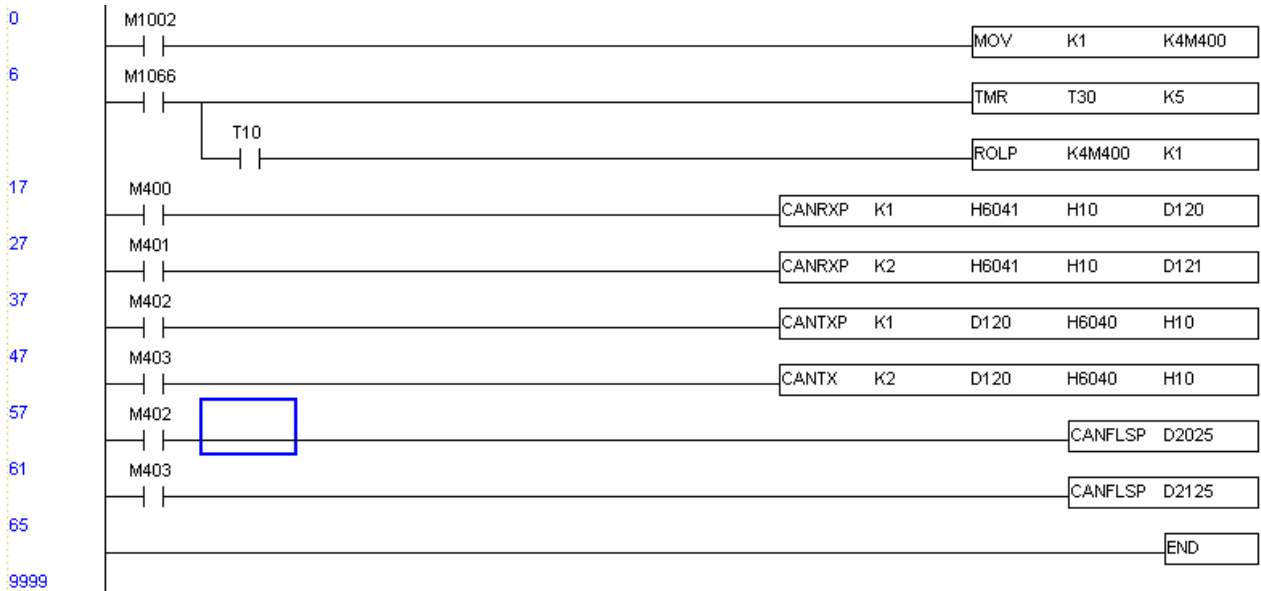 0 M1002 MOV K1 K4M400
6 M1066 TMR T30 K5
T10 ROLP K4M400 K1
17 M400 CANRXP K1 H6041 H10 D120
27 M401 CANRXP K2 H6041 H10 D121
37 M402 CANTXP K1 D120 H6040 H10
47 M403 CANTX K2 D120 H6040 H10
57 M402 CANFLSP D2025
61 M403 CANFLSP D2125
65 END
9999